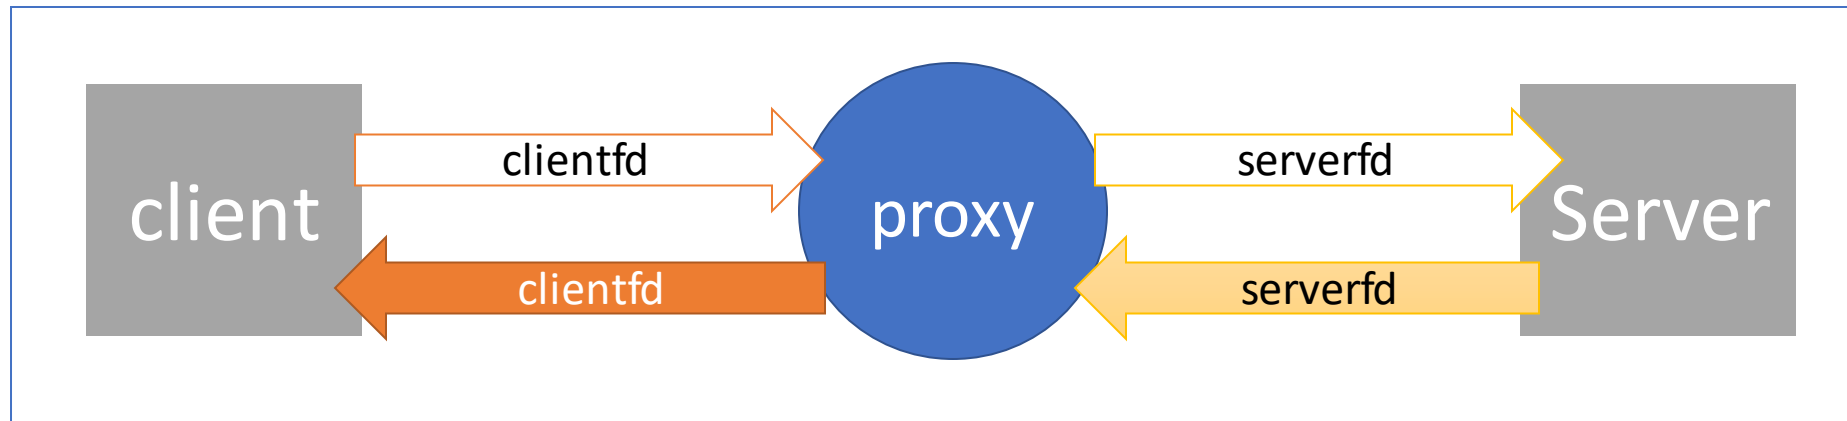 clientfd
serverfd
client
proxy
Server
clientfd
serverfd